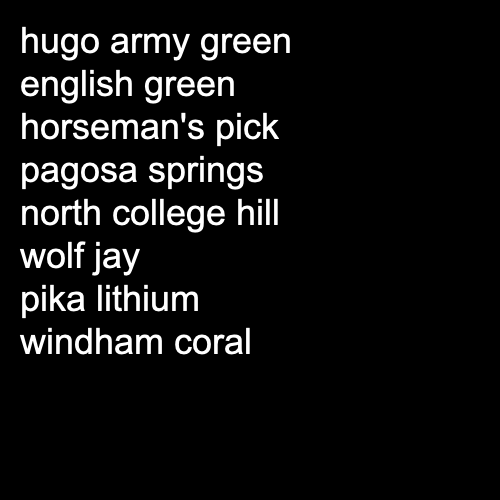 hugo army green
english green
horseman's pick
pagosa springs
north college hill
wolf jay
pika lithium
windham coral